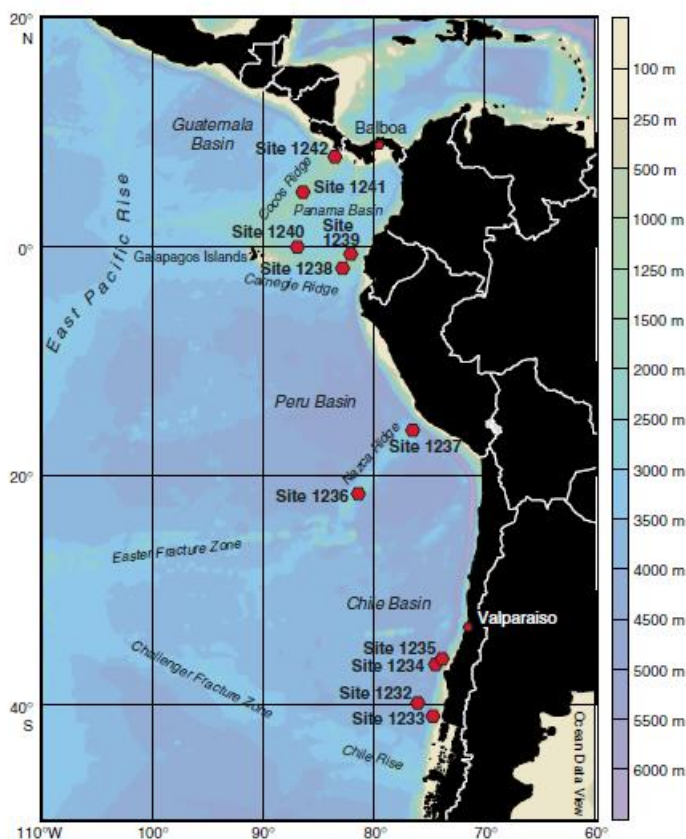 20°
N
100 m
250 m
500 m
1000 m
1250 m
1500 m
2000 m
2500 m
3000 m
3500 m
4000 m
4500 m
5000 m
5500 m
6000 m
Guatemala
Basin
Balboa
Site 1242
Cocos Ridge
Site 1241
Panama Basin
Site 1240
Site
1239
0°
Galapagos Islands
Site 1238
Carnegie Ridge
East Pacific Rise
Peru Basin
Nazca Ridge
Site 1237
20°
Site 1236
Easter Fracture Zone
Chile Basin
Valparaiso
Site 1235
Site 1234
Challenger Fracture Zone
Site 1232
40°
S
Site 1233
Chile Rise
Ocean Data View
110°W
100°
90°
80°
70°
60°